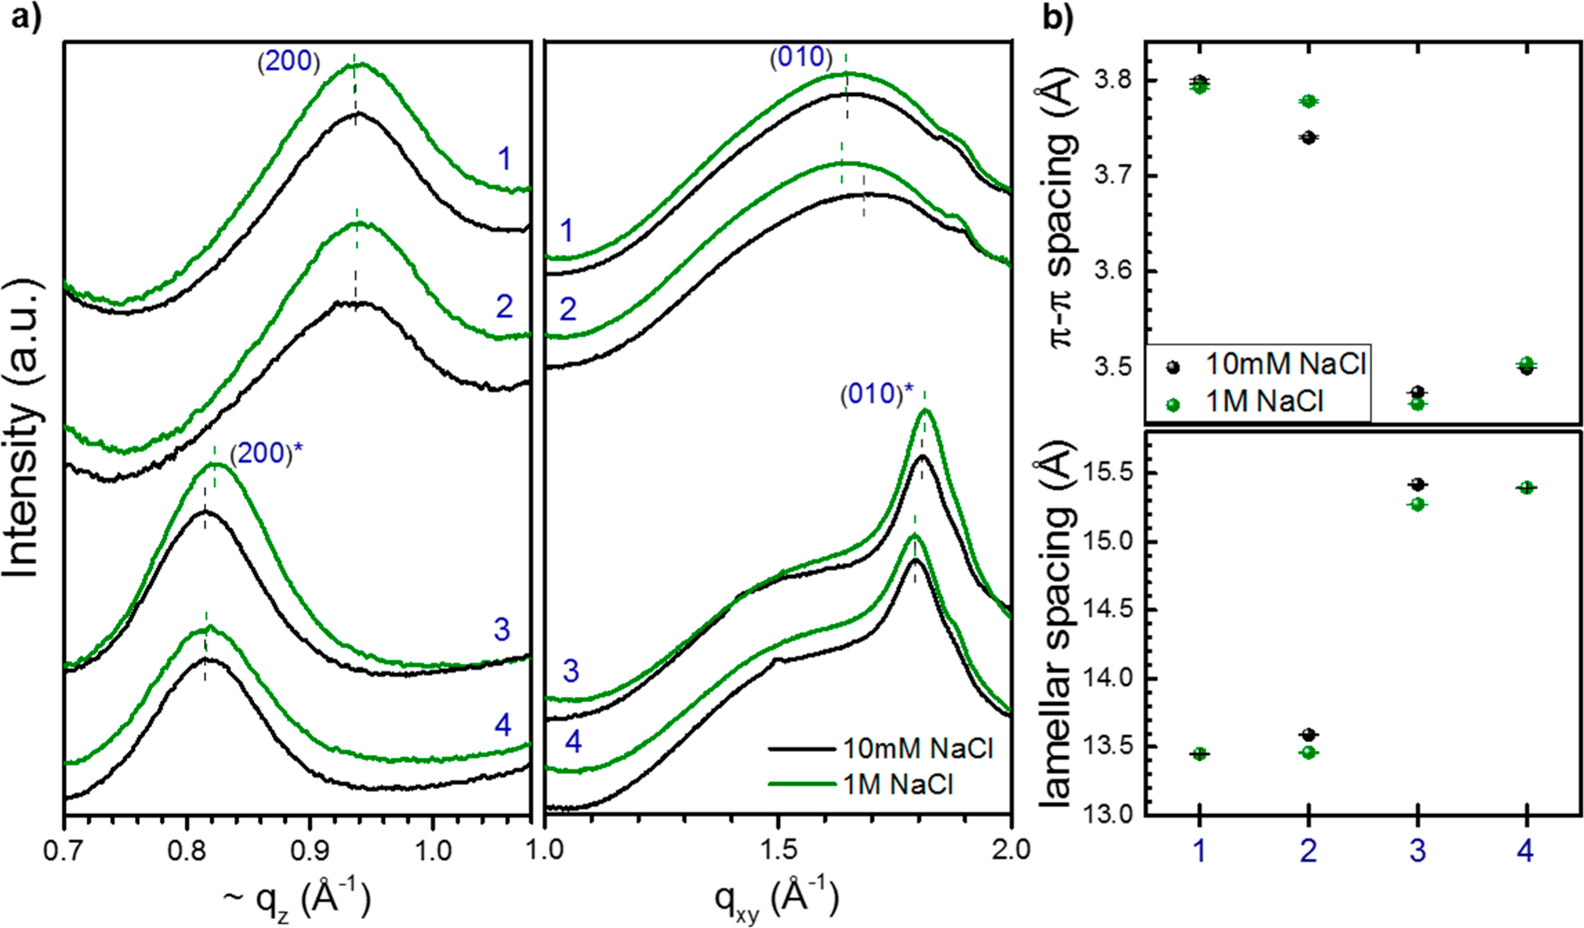 a)
b)
Intensity (a.u.)
(200)
1
2
(200)*
3
4
0.7 0.8 0.9 1.0
~ qz (Å-1)
(010)
1
2
(010)*
3
4
10mM NaCl
1M NaCl
1.0 1.5 2.0
qxy (Å-1)
π-π spacing (Å)
3.8
3.7
3.6
3.5
10mM NaCl
1M NaCl
lamellar spacing (Å)
15.5
15.0
14.5
14.0
13.5
13.0
1 2 3 4